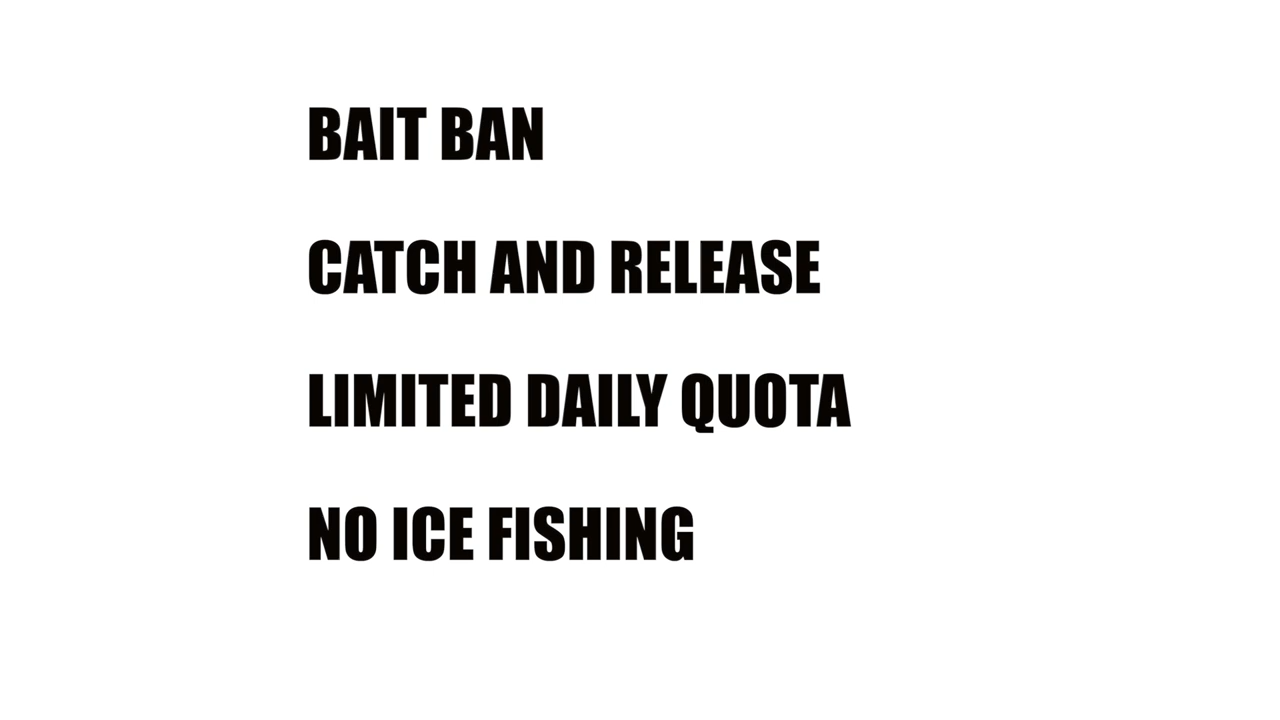 BAIT BAN
CATCH AND RELEASE
LIMITED DAILY QUOTA
NO ICE FISHING